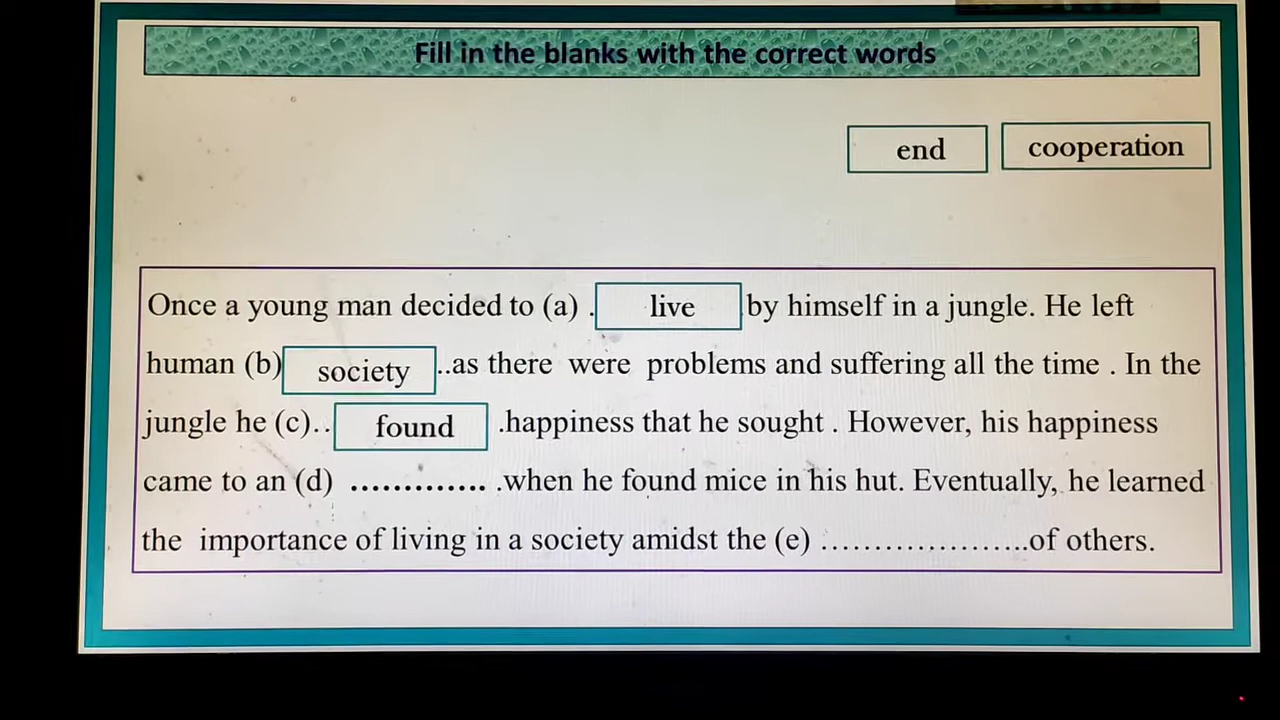 Fill in the blanks with the correct words
end cooperation
Once a young man decided to (a) . live by himself in a jungle. He left
human (b) society ..as there were problems and suffering all the time . In the
jungle he (c).. found .happiness that he sought . However, his happiness
came to an (d) ............. .when he found mice in his hut. Eventually, he learned
the importance of living in a society amidst the (e) .....................of others.